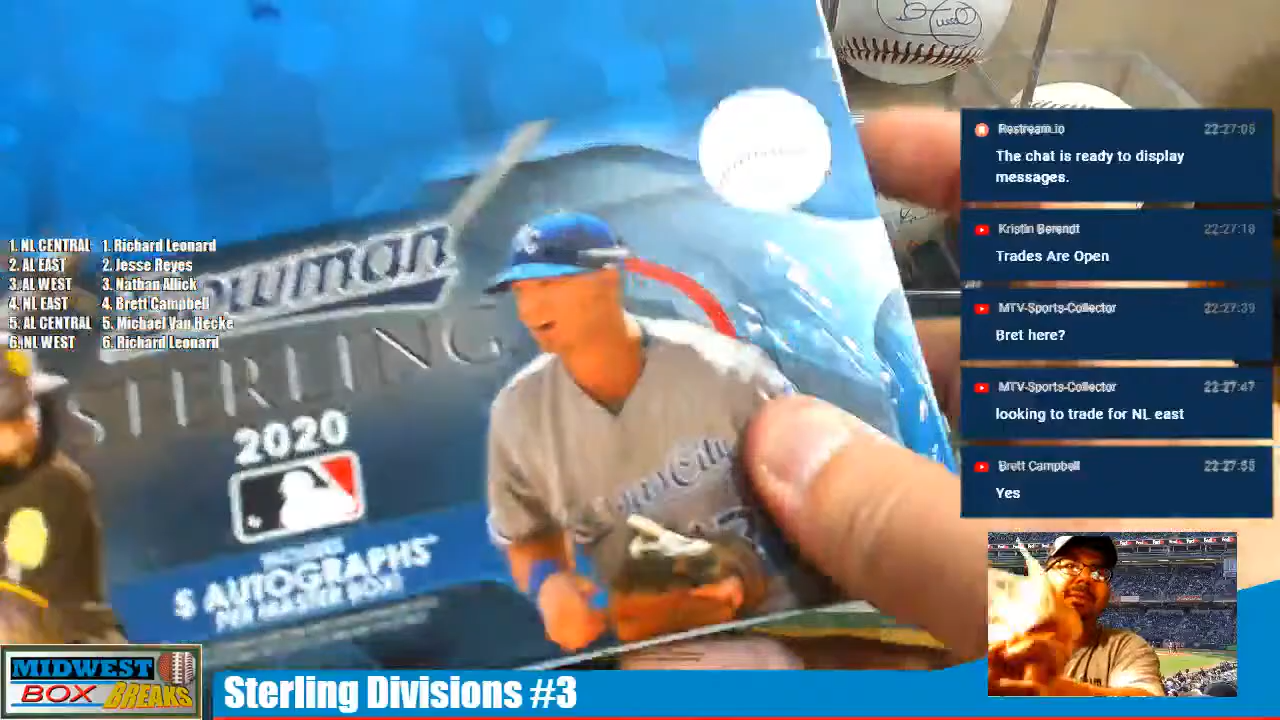 Restream.io 22:27:05
The chat is ready to display
messages.
Kristin Berendt 22:27:18
Trades Are Open
MTV-Sports-Collector 22:27:39
Bret here?
MTV-Sports-Collector 22:27:47
looking to trade for NL east
Brett Campbell 22:27:55
Yes
1. NL CENTRAL 1. Richard Leonard
2. AL EAST 2. Jesse Reyes
3. AL WEST 3. Nathan Allick
4. NL EAST 4. Brett Campbell
5. AL CENTRAL 5. Michael Van Hecke
6. NL WEST 6. Richard Leonard
Bowman
STERLING
2020
INCLUDES
5 AUTOGRAPHS
PER MASTER BOX!
Kansas City
MIDWEST
BOX BREAKS
Sterling Divisions #3